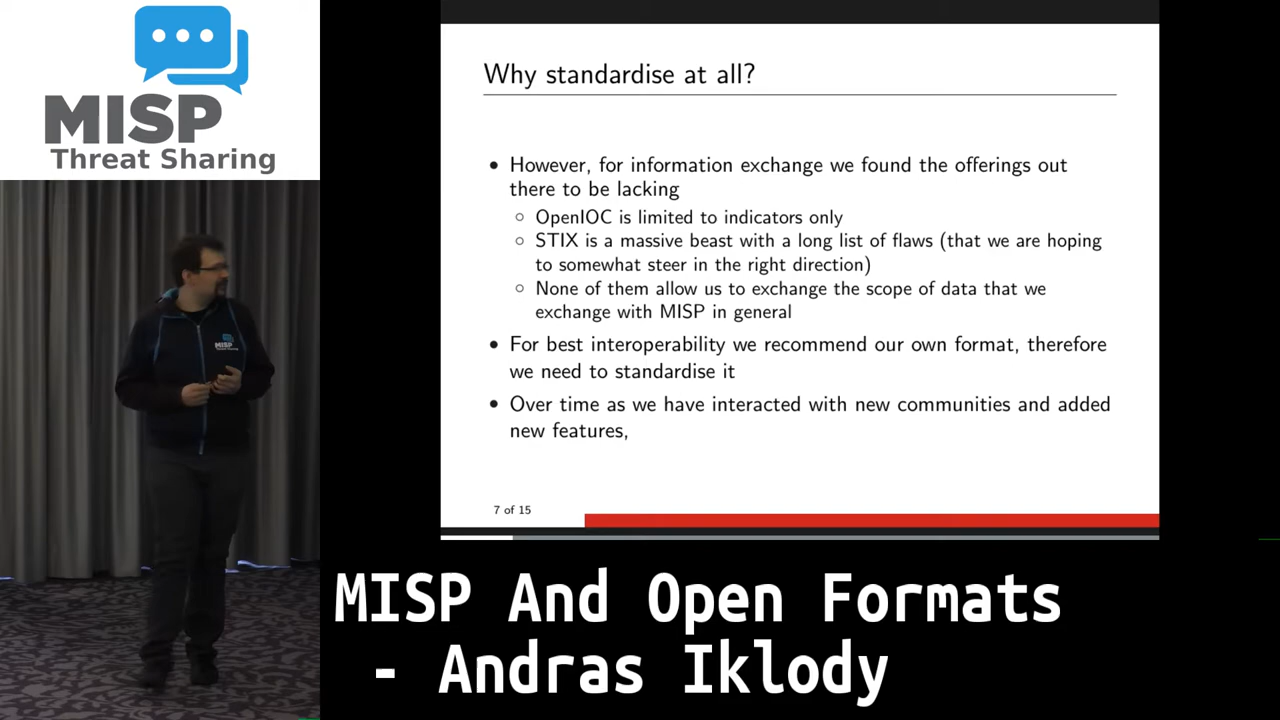 MISP
Threat Sharing
Why standardise at all?
• However, for information exchange we found the offerings out
there to be lacking
○ OpenIOC is limited to indicators only
○ STIX is a massive beast with a long list of flaws (that we are hoping
to somewhat steer in the right direction)
○ None of them allow us to exchange the scope of data that we
exchange with MISP in general
• For best interoperability we recommend our own format, therefore
we need to standardise it
• Over time as we have interacted with new communities and added
new features,
7 of 15
MISP
MISP And Open Formats
- Andras Iklody